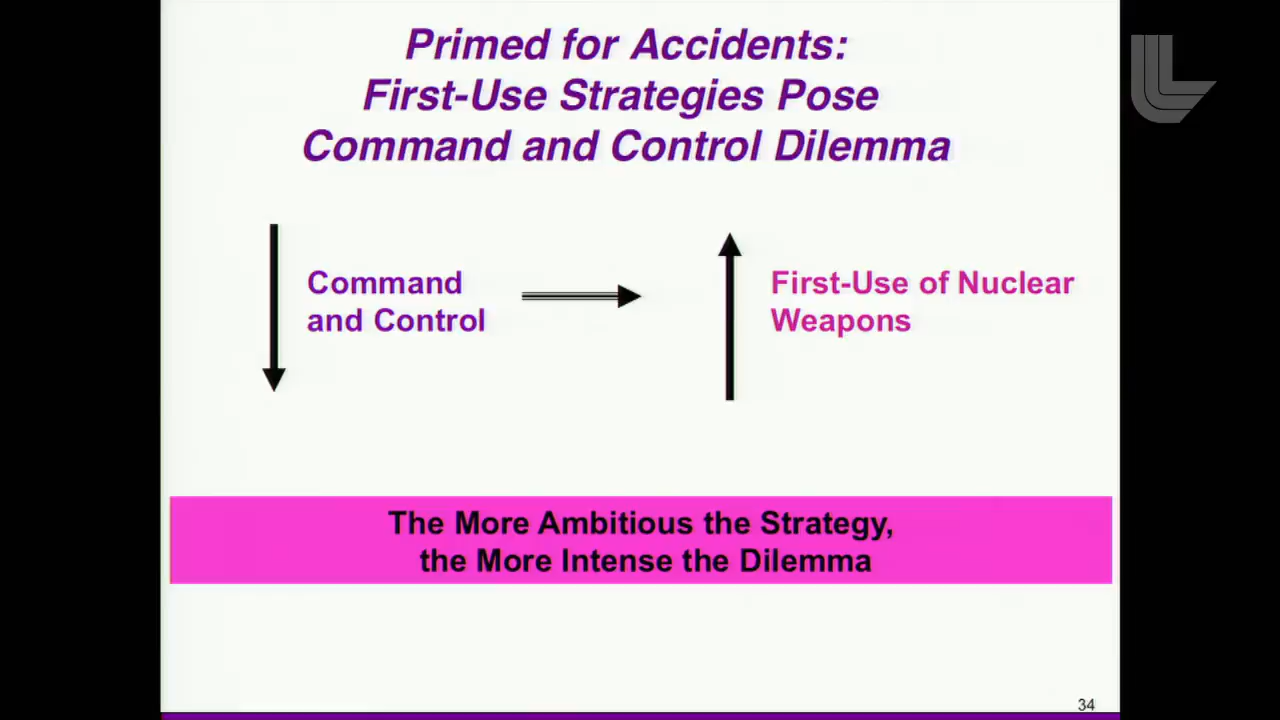 Primed for Accidents:
First-Use Strategies Pose
Command and Control Dilemma
Command
and Control
First-Use of Nuclear
Weapons
The More Ambitious the Strategy,
the More Intense the Dilemma
34